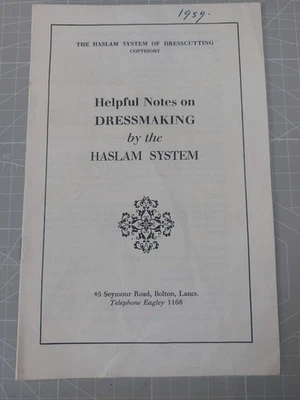 1959.
THE HASLAM SYSTEM OF DRESSCUTTING
COPYRIGHT
Helpful Notes on
DRESSMAKING
by the
HASLAM SYSTEM
45 Seymour Road, Bolton, Lancs.
Telephone Eagley 1168